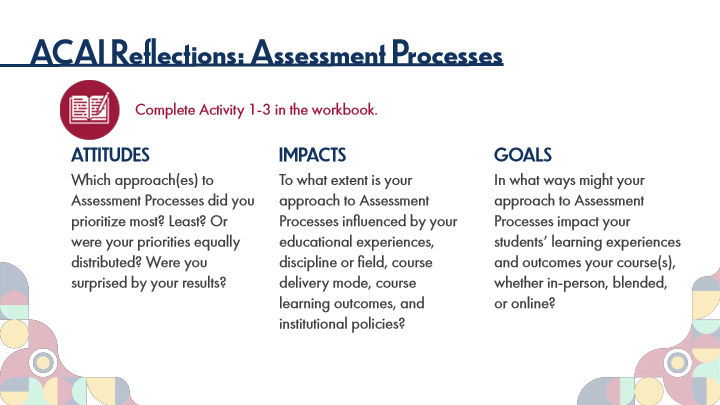 ACAI Reflections: Assessment Processes
Complete Activity 1-3 in the workbook.
ATTITUDES
Which approach(es) to
Assessment Processes did you
prioritize most? Least? Or
were your priorities equally
distributed? Were you
surprised by your results?
IMPACTS
To what extent is your
approach to Assessment
Processes influenced by your
educational experiences,
discipline or field, course
delivery mode, course
learning outcomes, and
institutional policies?
GOALS
In what ways might your
approach to Assessment
Processes impact your
students’ learning experiences
and outcomes your course(s),
whether in-person, blended,
or online?